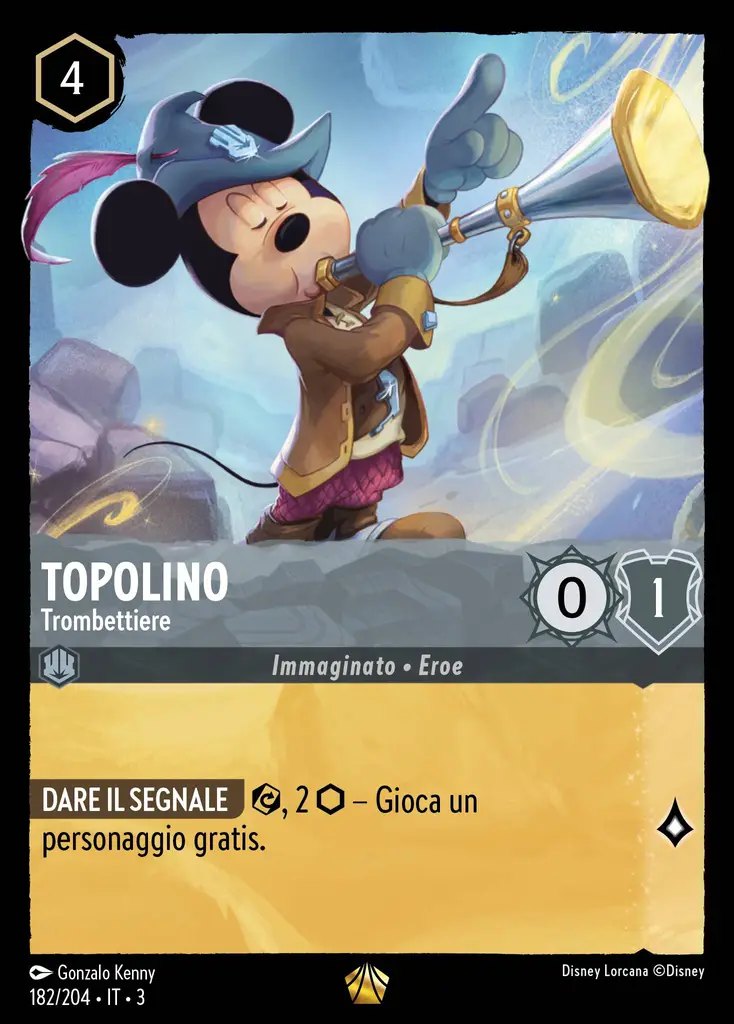 4
TOPOLINO
Trombettiere
0
1
Immaginato • Eroe
DARE IL SEGNALE , 2 – Gioca un
personaggio gratis.
Gonzalo Kenny
Disney Lorcana ©Disney
182/204 • IT • 3